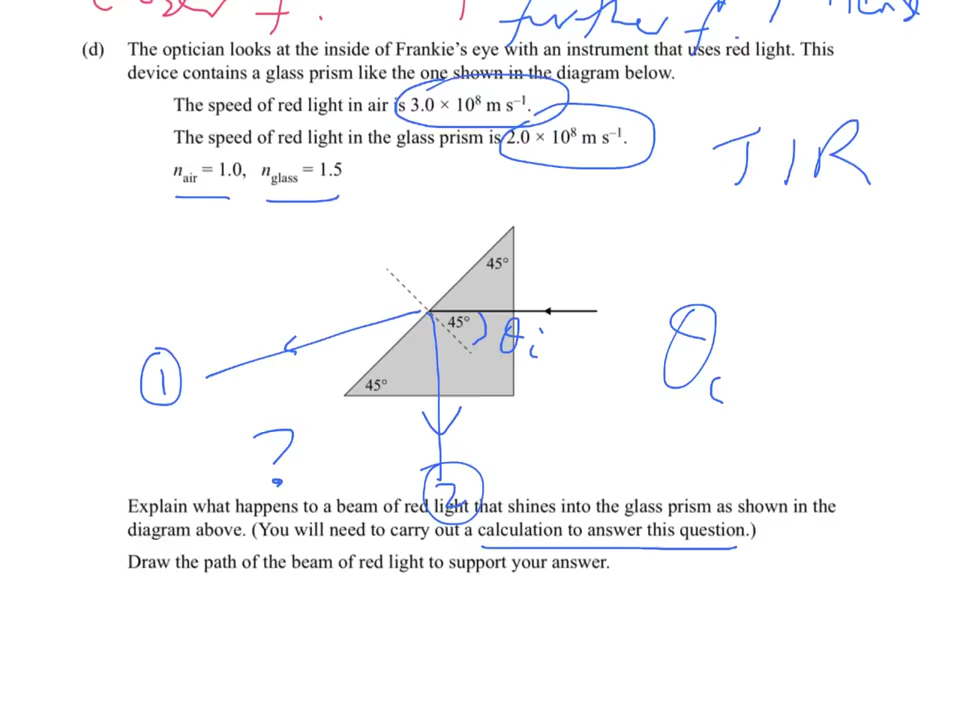 closer f.
further f
(d) The optician looks at the inside of Frankie's eye with an instrument that uses red light. This
device contains a glass prism like the one shown in the diagram below.
The speed of red light in air is 3.0 × 10⁸ m s⁻¹.
The speed of red light in the glass prism is 2.0 × 10⁸ m s⁻¹.
TIR
n_air = 1.0, n_glass = 1.5
45°
45°
θi
θc
1
45°
?
2
Explain what happens to a beam of red light that shines into the glass prism as shown in the
diagram above. (You will need to carry out a calculation to answer this question.)
Draw the path of the beam of red light to support your answer.